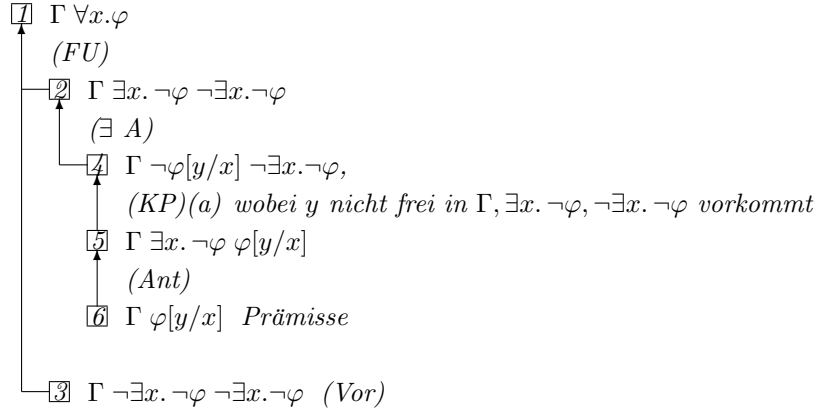 1 Γ ∀x.φ
(FU)
2 Γ ∃x.¬φ ¬∃x.¬φ
(∃ A)
4 Γ ¬φ[y/x] ¬∃x.¬φ,
(KP)(a) wobei y nicht frei in Γ, ∃x.¬φ, ¬∃x.¬φ vorkommt
5 Γ ∃x.¬φ φ[y/x]
(Ant)
6 Γ φ[y/x] Prämisse
3 Γ ¬∃x.¬φ ¬∃x.¬φ (Vor)